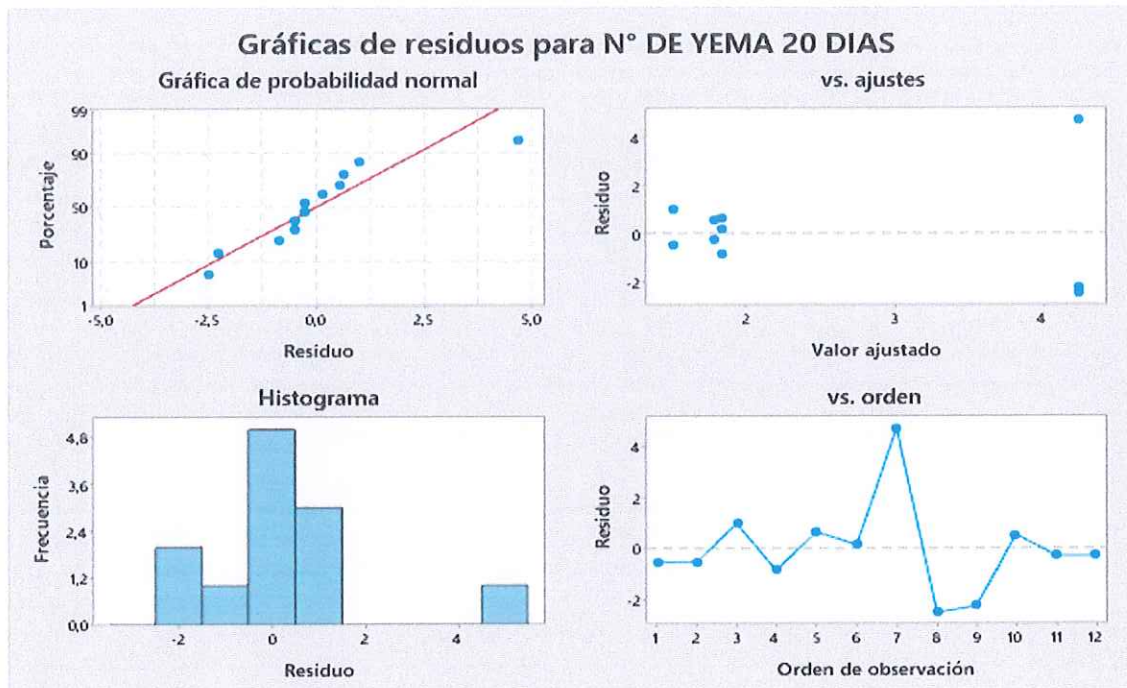 Gráficas de residuos para N° DE YEMA 20 DIAS
Gráfica de probabilidad normal
99
90
50
10
1
Porcentaje
-5,0 -2,5 0,0 2,5 5,0
Residuo
vs. ajustes
4
2
0
-2
Residuo
2 3 4
Valor ajustado
Histograma
4,8
3,6
2,4
1,2
0,0
Frecuencia
-2 0 2 4
Residuo
vs. orden
4
2
0
-2
Residuo
1 2 3 4 5 6 7 8 9 10 11 12
Orden de observación